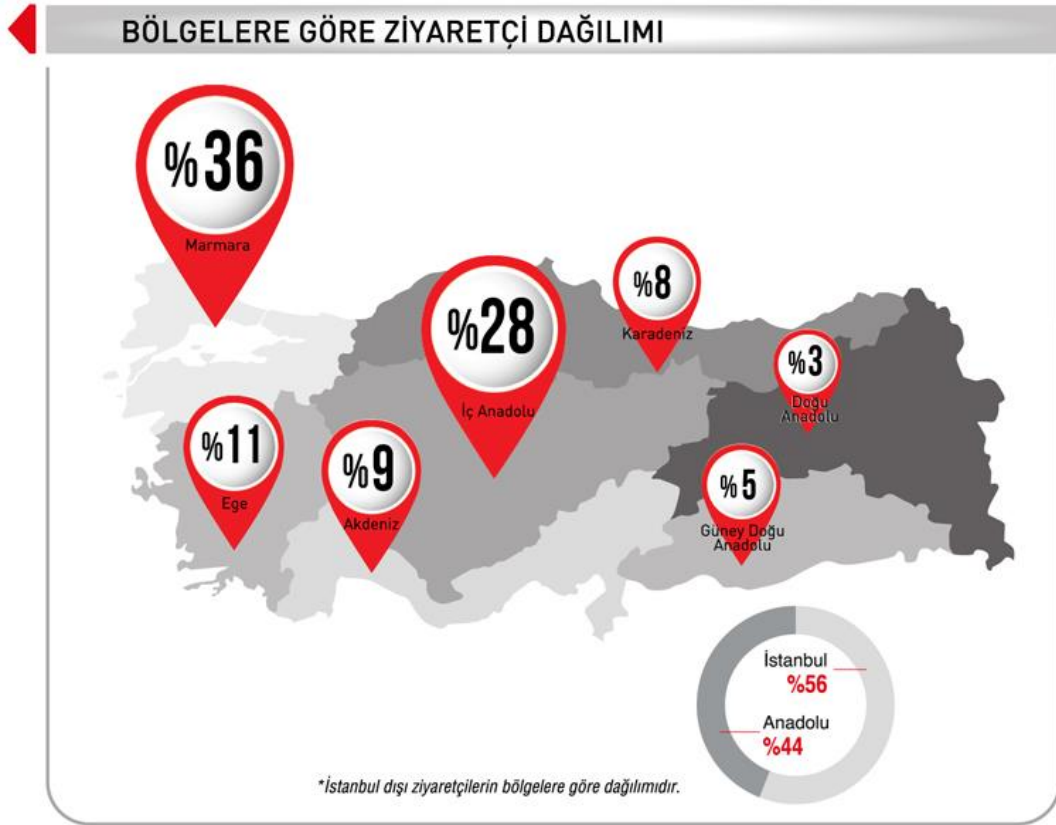 BÖLGELERE GÖRE ZİYARETÇİ DAĞILIMI
%36
Marmara
%28
İç Anadolu
%8
Karadeniz
%3
Doğu
Anadolu
%11
Ege
%9
Akdeniz
%5
Güney Doğu
Anadolu
İstanbul
%56
Anadolu
%44
*İstanbul dışı ziyaretçilerin bölgelere göre dağılımıdır.